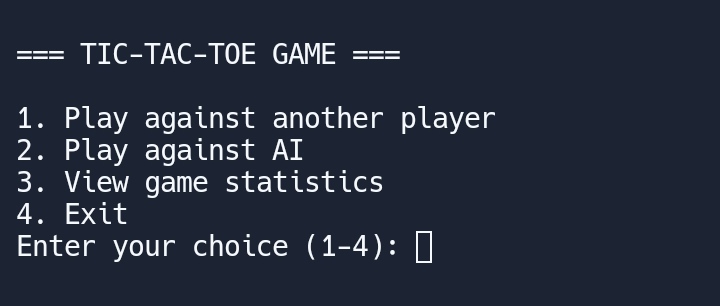 === TIC-TAC-TOE GAME ===
1. Play against another player
2. Play against AI
3. View game statistics
4. Exit
Enter your choice (1-4):